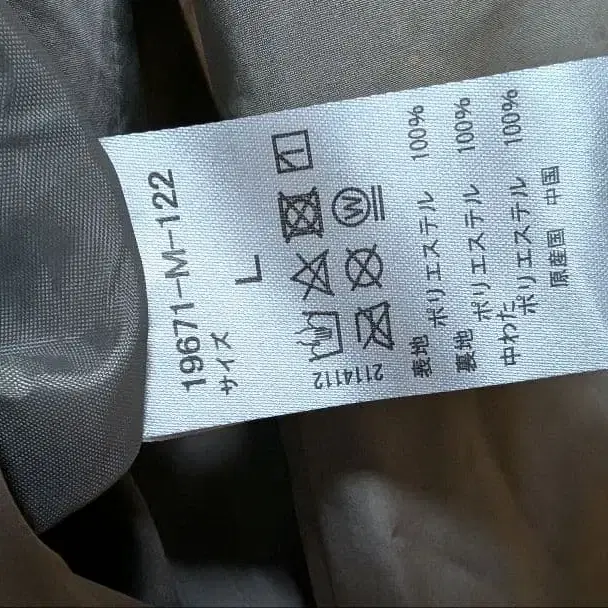 19671-M-122
サイズ
L
W
2114112
表地 ポリエステル 100%
裏地 ポリエステル 100%
中わた
ポリエステル 100%
原産国 中国